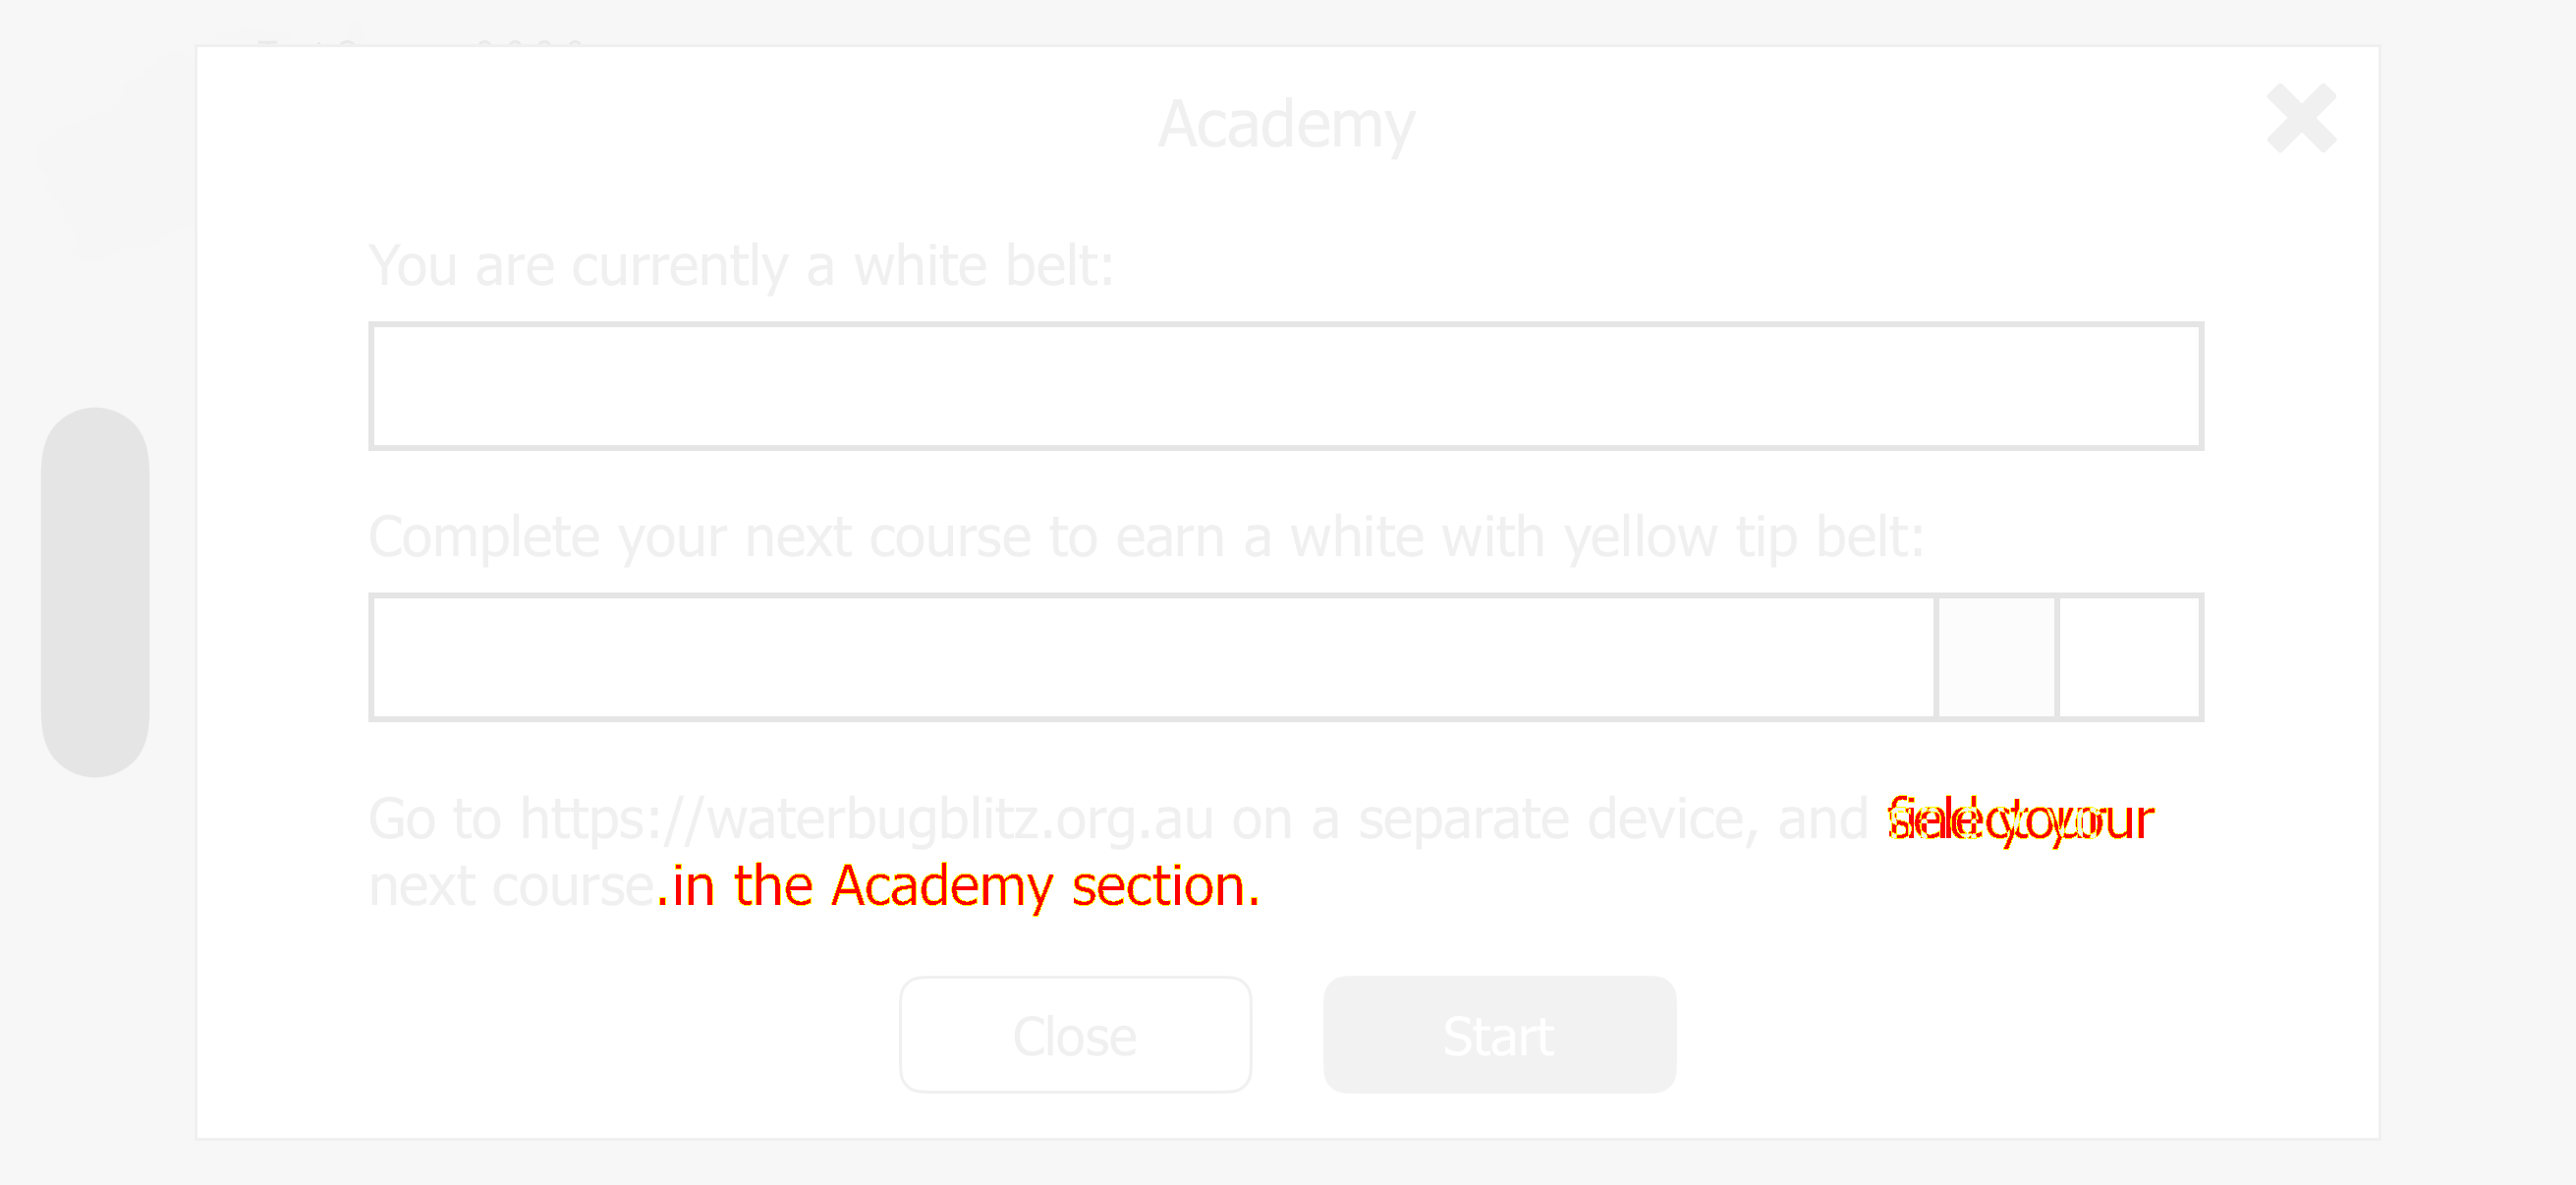 Academy
You are currently a white belt:
Complete your next course to earn a white with yellow tip belt:
Go to https://waterbugblitz.org.au on a separate device, and
next course.in the Academy section.
Close
Start